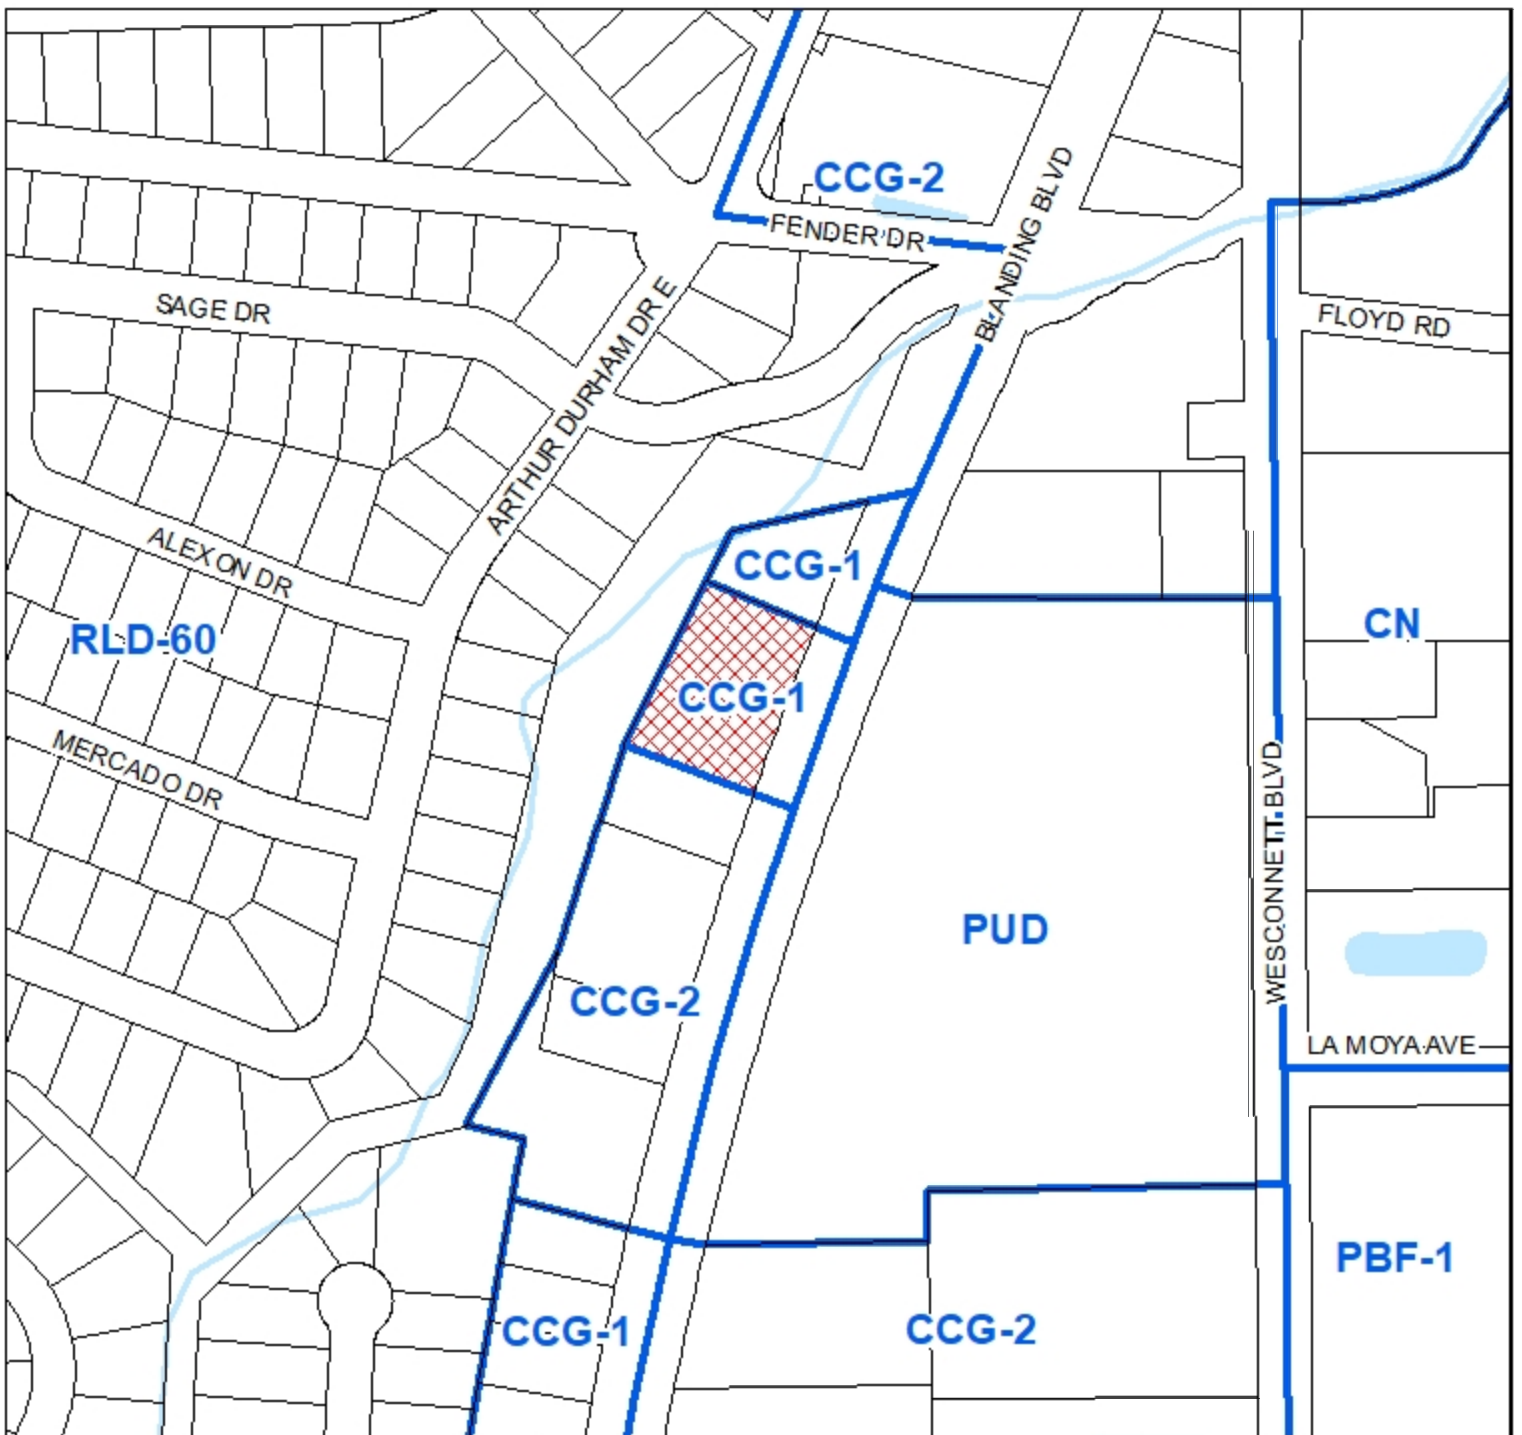 CCG-2
FENDER DR
BLANDING BLVD
SAGE DR
FLOYD RD
ARTHUR DURHAM DR E
ALEXON DR
CCG-1
RLD-60
CN
CCG-1
MERCADO DR
WESCONNETT BLVD
PUD
CCG-2
LA MOYA AVE
PBF-1
CCG-1
CCG-2